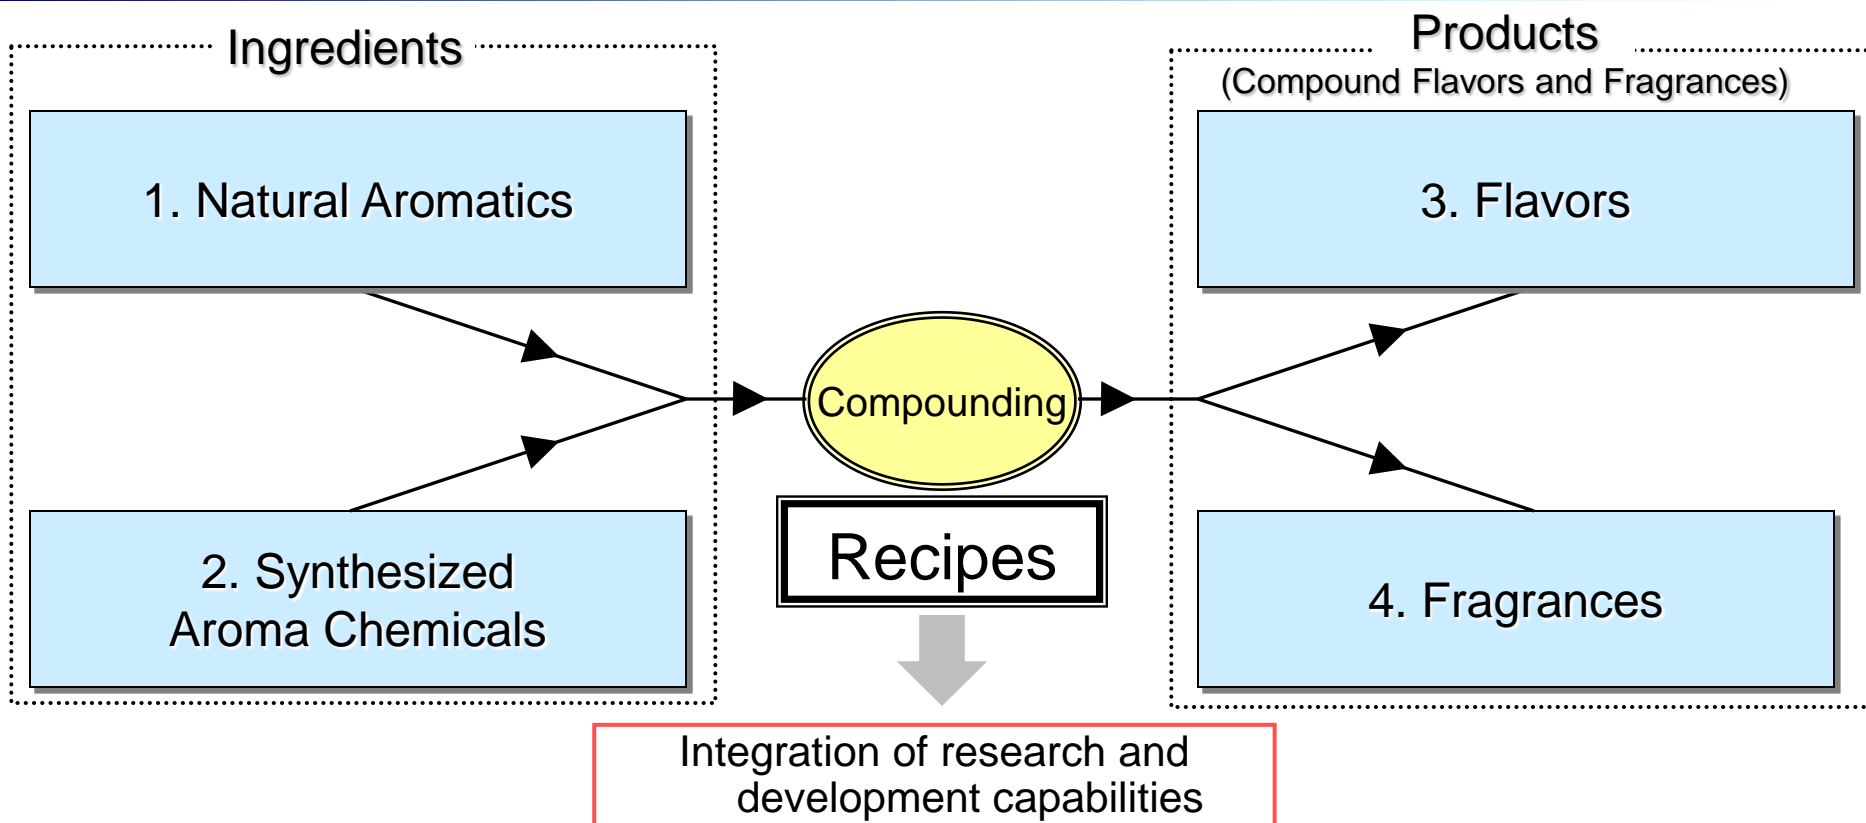 Ingredients
1. Natural Aromatics
2. Synthesized
Aroma Chemicals
Compounding
Recipes
Integration of research and
development capabilities
Products
(Compound Flavors and Fragrances)
3. Flavors
4. Fragrances